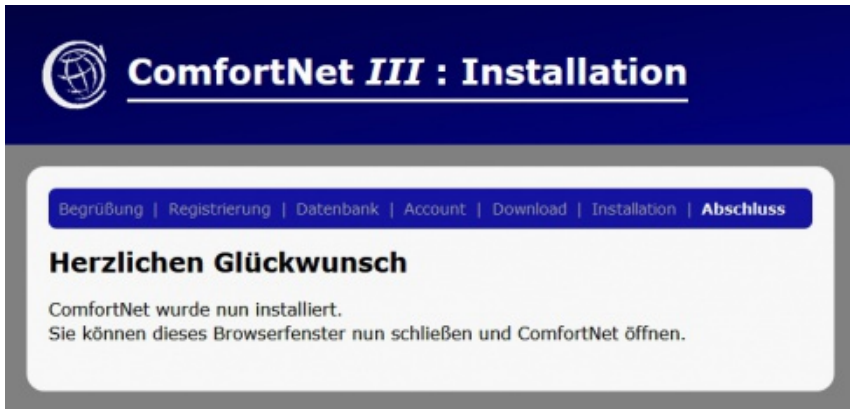 ComfortNet III : Installation
Begrüßung | Registrierung | Datenbank | Account | Download | Installation | Abschluss
Herzlichen Glückwunsch
ComfortNet wurde nun installiert.
Sie können dieses Browserfenster nun schließen und ComfortNet öffnen.